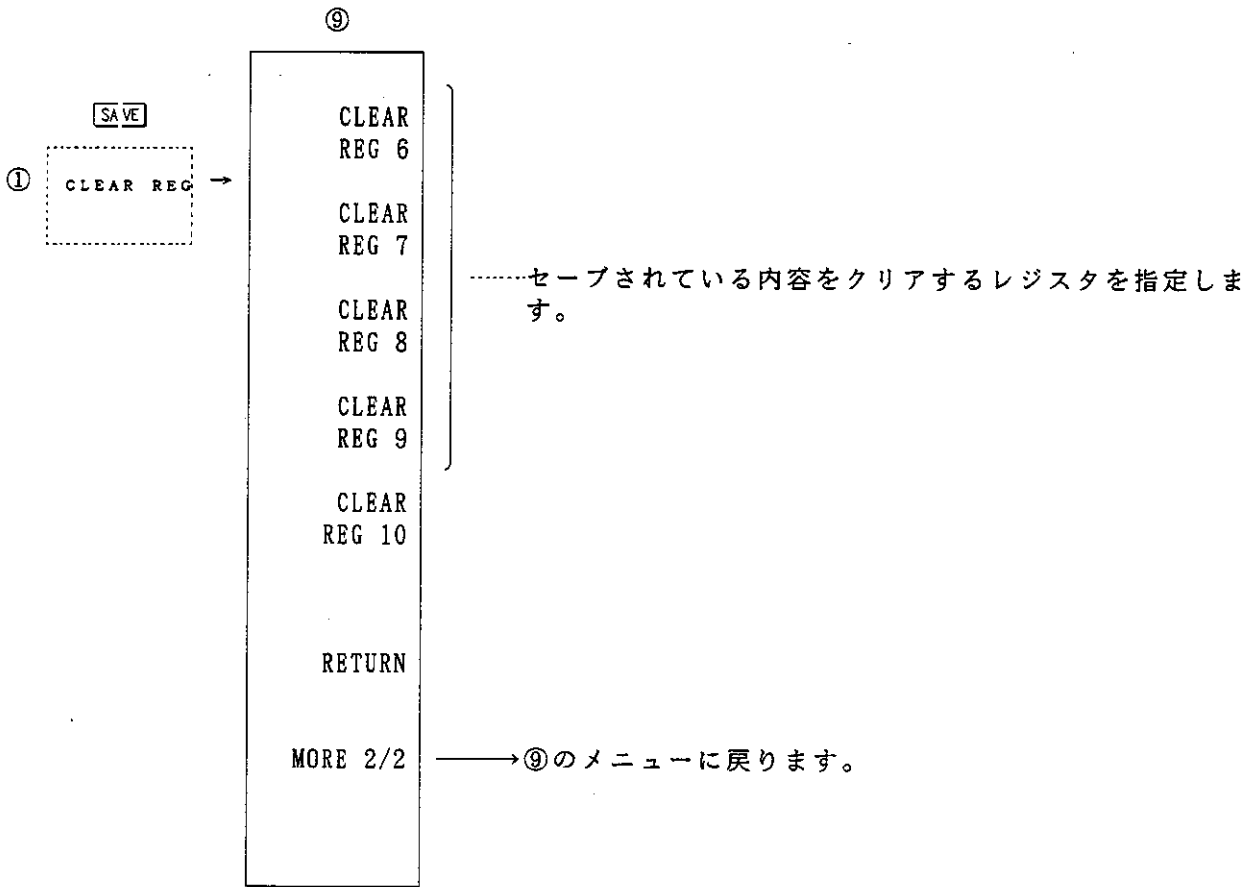 ⑨
SAVE
① CLEAR REG →
CLEAR
REG 6
CLEAR
REG 7
CLEAR
REG 8
CLEAR
REG 9
CLEAR
REG 10
RETURN
MORE 2/2
セーブされている内容をクリアするレジスタを指定しま
す。
→⑨のメニューに戻ります。